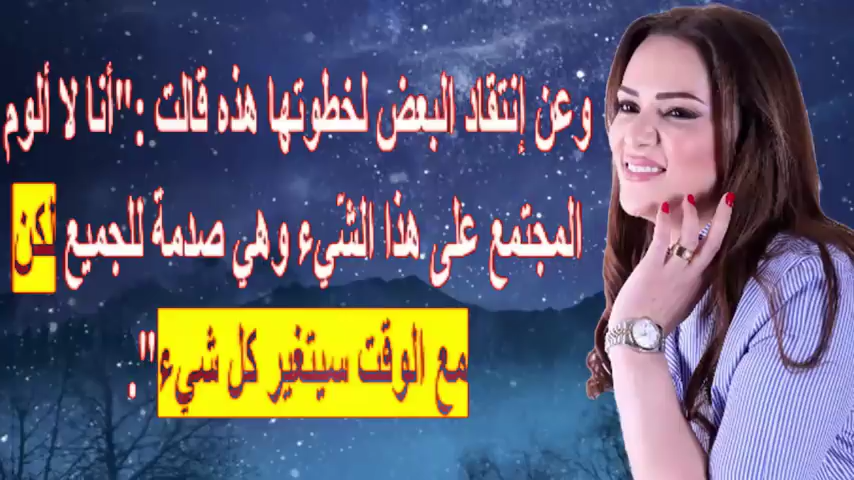 وعن إنتقاد البعض لخطوتها هذه قالت :"أنا لا ألوم
المجتمع على هذا الشيء وهي صدمة للجميع لكن
مع الوقت سيتغير كل شيء".